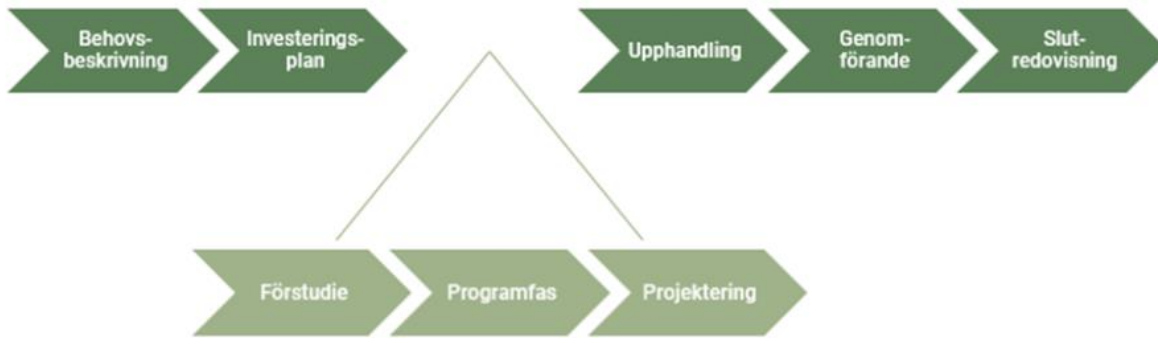 Behovs-
beskrivning
Investerings-
plan
Upphandling
Genom-
förande
Slut-
redovisning
Förstudie
Programfas
Projektering